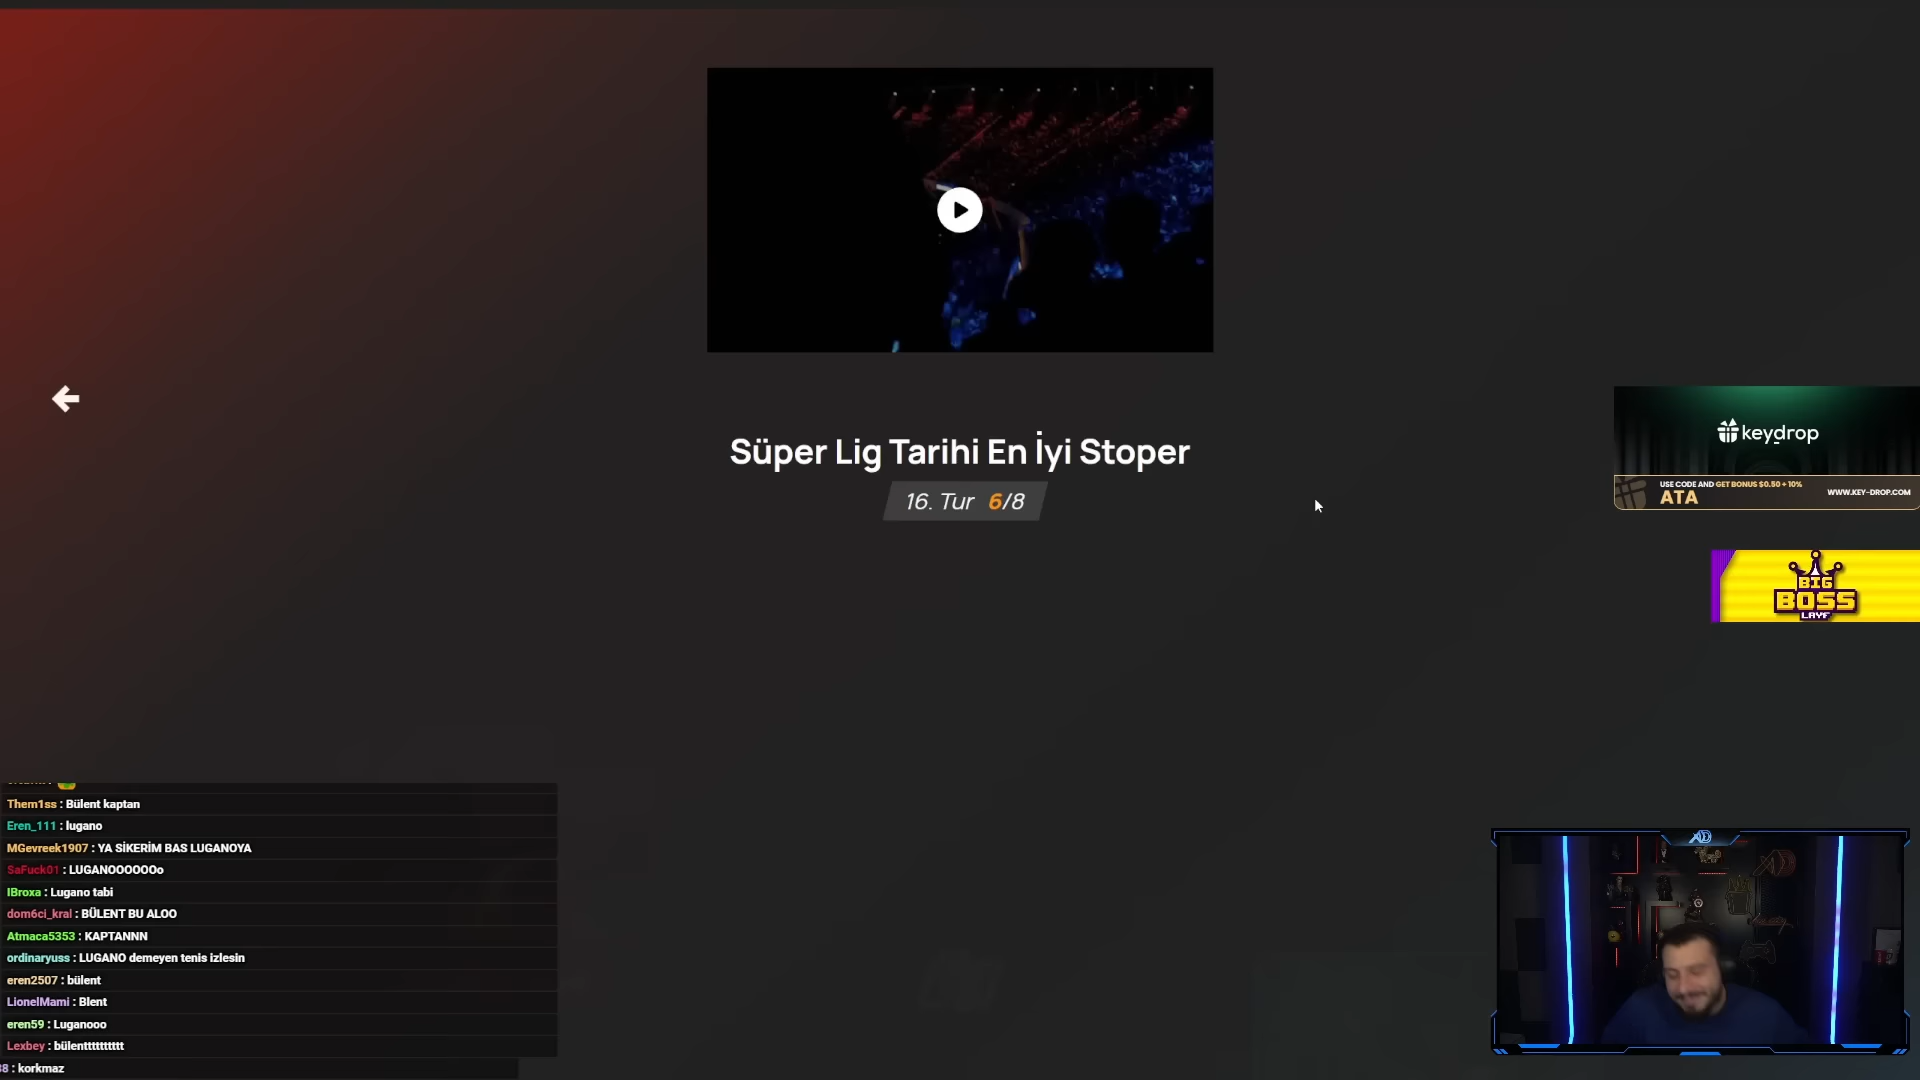 Süper Lig Tarihi En İyi Stoper
16. Tur 6/8
keydrop
USE CODE AND GET BONUS $0.50 + 10%
ATA
WWW.KEY-DROP.COM
BIG
BOSS
LAYF
Them1ss : Bülent kaptan
Eren_111 : lugano
MGevreek1907 : YA SİKERİM BAS LUGANOYA
SaFuck01 : LUGANOOOOOOo
IBroxa : Lugano tabi
dom6ci_kral : BÜLENT BU ALOO
Atmaca5353 : KAPTANNN
ordinaryuss : LUGANO demeyen tenis izlesin
eren2507 : bülent
LionelMami : Blent
eren59 : Luganooo
Lexbey : bülentttttttttt
8 : korkmaz